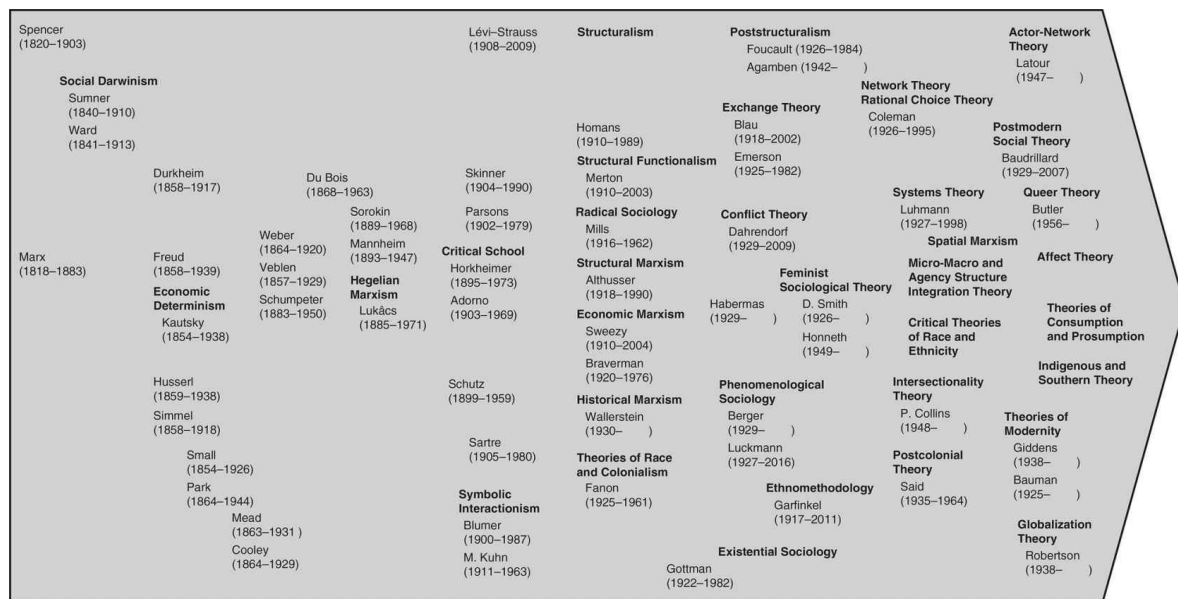 Spencer
(1820–1903)
Social Darwinism
Sumner
(1840–1910)
Ward
(1841–1913)
Marx
(1818–1883)
Durkheim
(1858–1917)
Freud
(1858–1939)
Economic
Determinism
Kautsky
(1854–1938)
Husserl
(1859–1938)
Simmel
(1858–1918)
Small
(1854–1926)
Park
(1864–1944)
Mead
(1863–1931 )
Cooley
(1864–1929)
Weber
(1864–1920)
Veblen
(1857–1929)
Schumpeter
(1883–1950)
Du Bois
(1868–1963)
Sorokin
(1889–1968)
Mannheim
(1893–1947)
Hegelian
Marxism
Lukâcs
(1885–1971)
Lévi–Strauss
(1908–2009)
Skinner
(1904–1990)
Parsons
(1902–1979)
Critical School
Horkheimer
(1895–1973)
Adorno
(1903–1969)
Schutz
(1899–1959)
Sartre
(1905–1980)
Symbolic
Interactionism
Blumer
(1900–1987)
M. Kuhn
(1911–1963)
Structuralism
Homans
(1910–1989)
Structural Functionalism
Merton
(1910–2003)
Radical Sociology
Mills
(1916–1962)
Structural Marxism
Althusser
(1918–1990)
Economic Marxism
Sweezy
(1910–2004)
Braverman
(1920–1976)
Historical Marxism
Wallerstein
(1930– )
Theories of Race
and Colonialism
Fanon
(1925–1961)
Poststructuralism
Foucault (1926–1984)
Agamben (1942– )
Exchange Theory
Blau
(1918–2002)
Emerson
(1925–1982)
Conflict Theory
Dahrendorf
(1929–2009)
Feminist
Sociological Theory
Habermas
(1929– )
D. Smith
(1926– )
Honneth
(1949– )
Phenomenological
Sociology
Berger
(1929– )
Luckmann
(1927–2016)
Ethnomethodology
Garfinkel
(1917–2011)
Existential Sociology
Gottman
(1922–1982)
Network Theory
Rational Choice Theory
Coleman
(1926–1995)
Systems Theory
Luhmann
(1927–1998)
Spatial Marxism
Micro-Macro and
Agency Structure
Integration Theory
Critical Theories
of Race and
Ethnicity
Intersectionality
Theory
P. Collins
(1948– )
Postcolonial
Theory
Said
(1935–1964)
Actor-Network
Theory
Latour
(1947– )
Postmodern
Social Theory
Baudrillard
(1929–2007)
Queer Theory
Butler
(1956– )
Affect Theory
Theories of
Consumption
and Prosumption
Indigenous and
Southern Theory
Theories of
Modernity
Giddens
(1938– )
Bauman
(1925– )
Globalization
Theory
Robertson
(1938– )